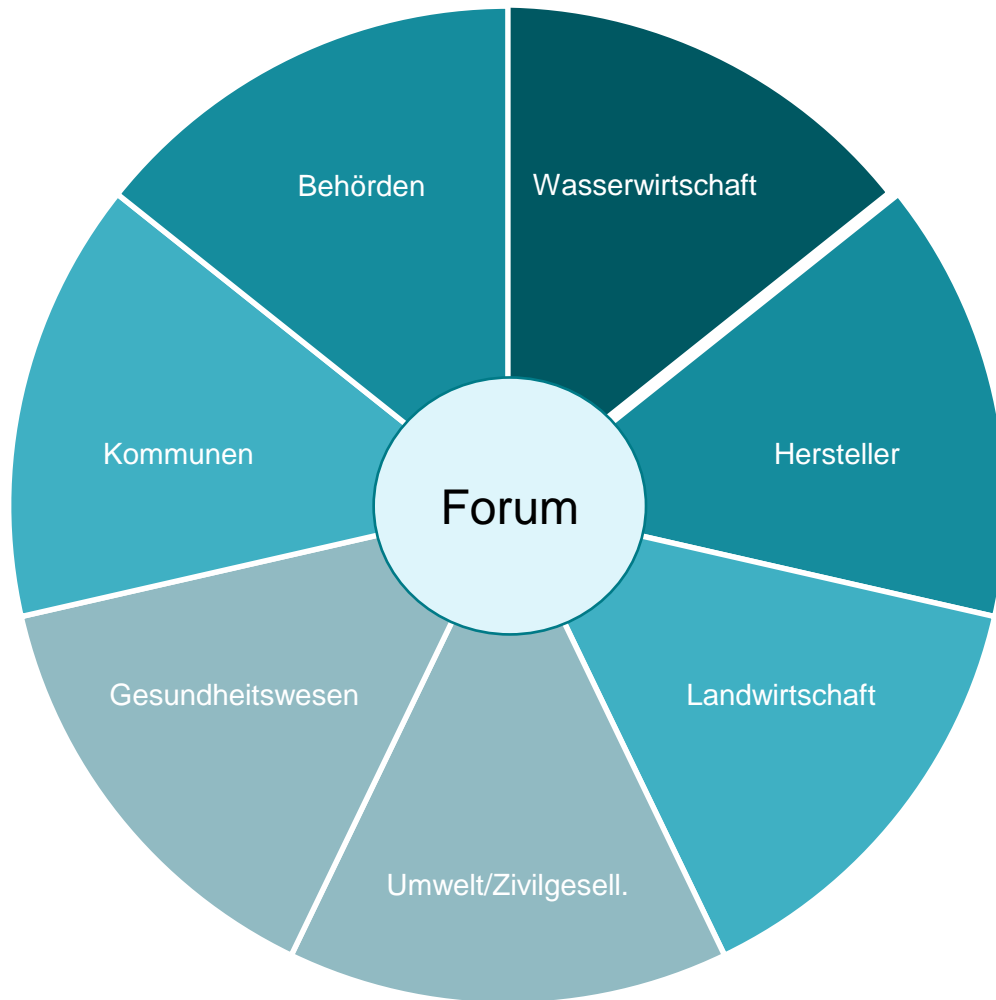 Behörden
Wasserwirtschaft
Kommunen
Hersteller
Forum
Gesundheitswesen
Landwirtschaft
Umwelt/Zivilgesell.